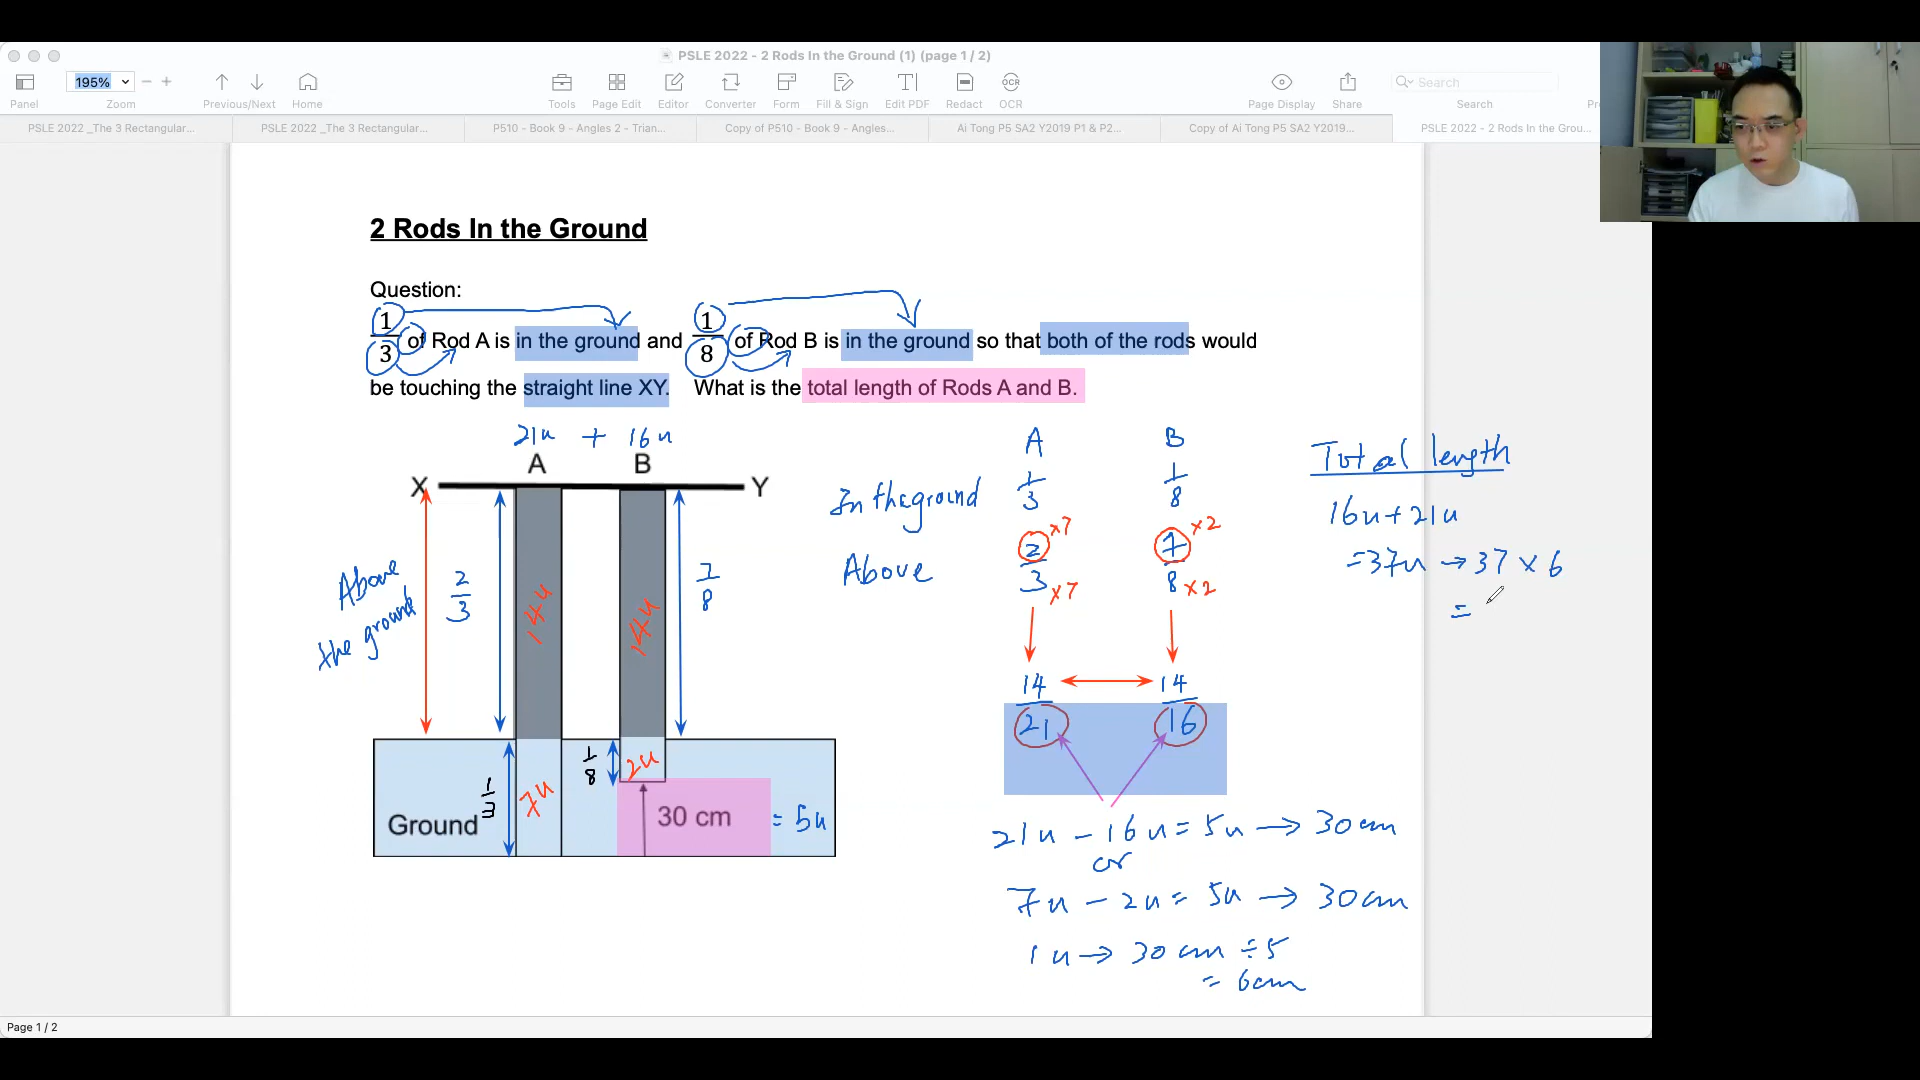 PSLE 2022 - 2 Rods In the Ground (1) (page 1 / 2)
195%
Search
Panel Zoom Previous/Next Home Tools Page Edit Editor Converter Form Fill & Sign Edit PDF Redact OCR Page Display Share Search
PSLE 2022 _The 3 Rectangular... PSLE 2022 _The 3 Rectangular... P510 - Book 9 - Angles 2 - Trian... Copy of P510 - Book 9 - Angles... Ai Tong P5 SA2 Y2019 P1 & P2... Copy of Ai Tong P5 SA2 Y2019... PSLE 2022 - 2 Rods In the Grou...
2 Rods In the Ground
Question:
1/3 of Rod A is in the ground and 1/8 of Rod B is in the ground so that both of the rods would
be touching the straight line XY. What is the total length of Rods A and B.
21u + 16u
A B
X Y
Above
the ground
2/3
14u
14u
7/8
1/3
7u
1/8
2u
Ground
30 cm = 5u
A B
In the ground 1/3 1/8
Above 2/3 ×7 ×7 7/8 ×2 ×2
14/21 14/16
21u - 16u = 5u → 30cm
or
7u - 2u = 5u → 30cm
1u → 30cm ÷ 5
= 6cm
Total length
16u + 21u
= 37u → 37 × 6
=
Page 1 / 2